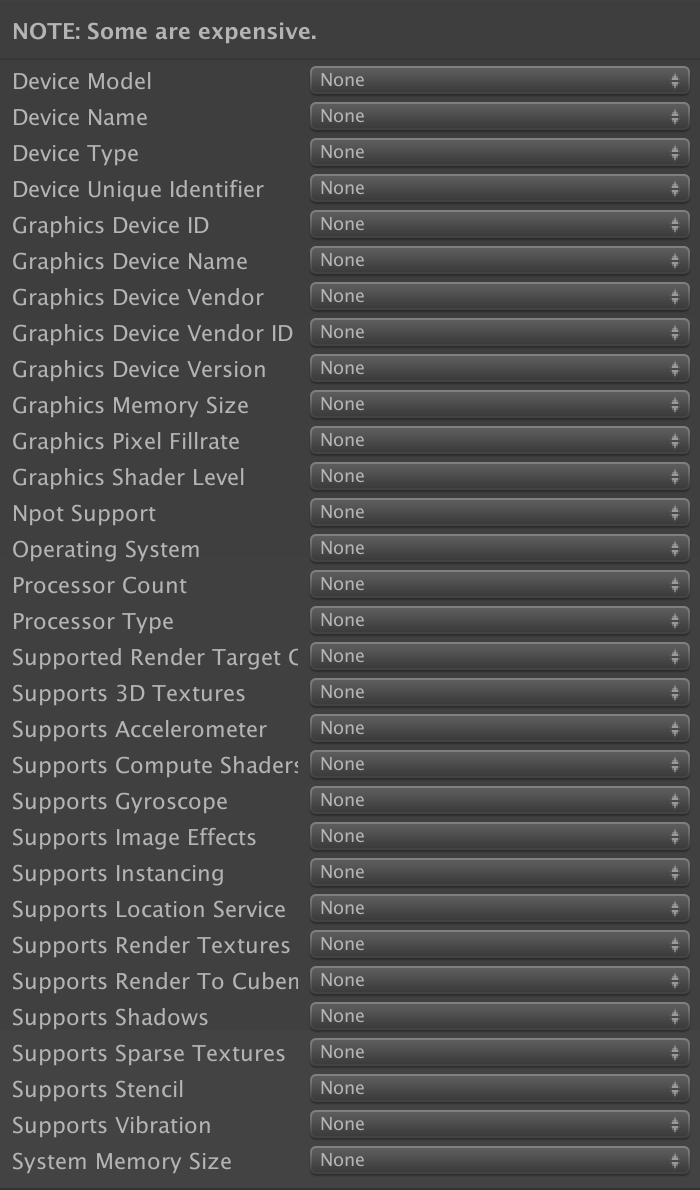 NOTE: Some are expensive.
Device Model None
Device Name None
Device Type None
Device Unique Identifier None
Graphics Device ID None
Graphics Device Name None
Graphics Device Vendor None
Graphics Device Vendor ID None
Graphics Device Version None
Graphics Memory Size None
Graphics Pixel Fillrate None
Graphics Shader Level None
Npot Support None
Operating System None
Processor Count None
Processor Type None
Supported Render Target C None
Supports 3D Textures None
Supports Accelerometer None
Supports Compute Shaders None
Supports Gyroscope None
Supports Image Effects None
Supports Instancing None
Supports Location Service None
Supports Render Textures None
Supports Render To Cubem None
Supports Shadows None
Supports Sparse Textures None
Supports Stencil None
Supports Vibration None
System Memory Size None